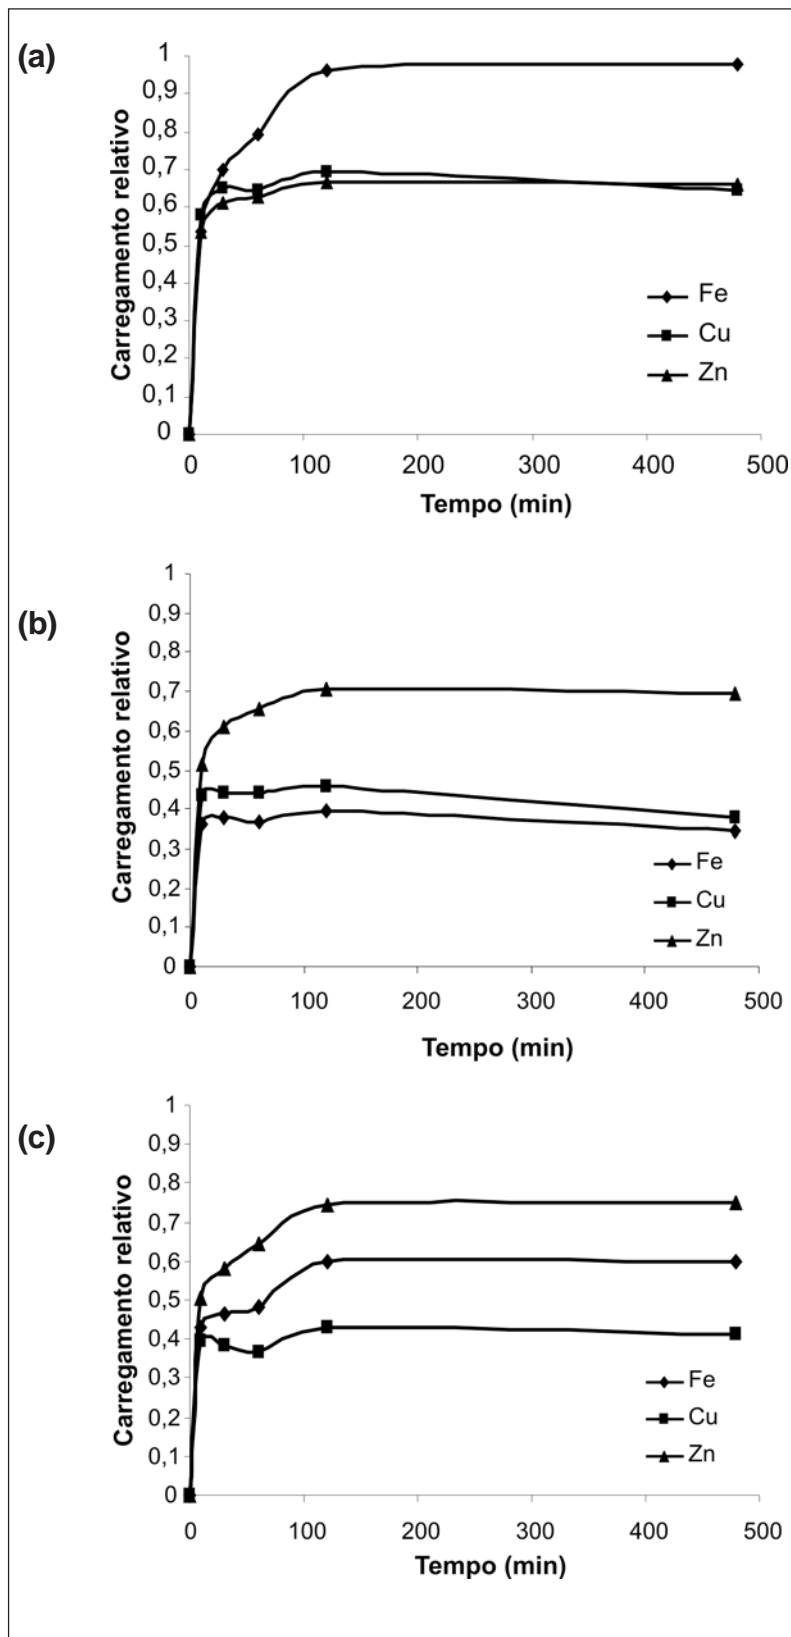 (a)
Carregamento relativo
1
0,9
0,8
0,7
0,6
0,5
0,4
0,3
0,2
0,1
0
0 100 200 300 400 500
Tempo (min)
Fe
Cu
Zn
(b)
Carregamento relativo
1
0,9
0,8
0,7
0,6
0,5
0,4
0,3
0,2
0,1
0
0 100 200 300 400 500
Tempo (min)
Fe
Cu
Zn
(c)
Carregamento relativo
1
0,9
0,8
0,7
0,6
0,5
0,4
0,3
0,2
0,1
0
0 100 200 300 400 500
Tempo (min)
Fe
Cu
Zn